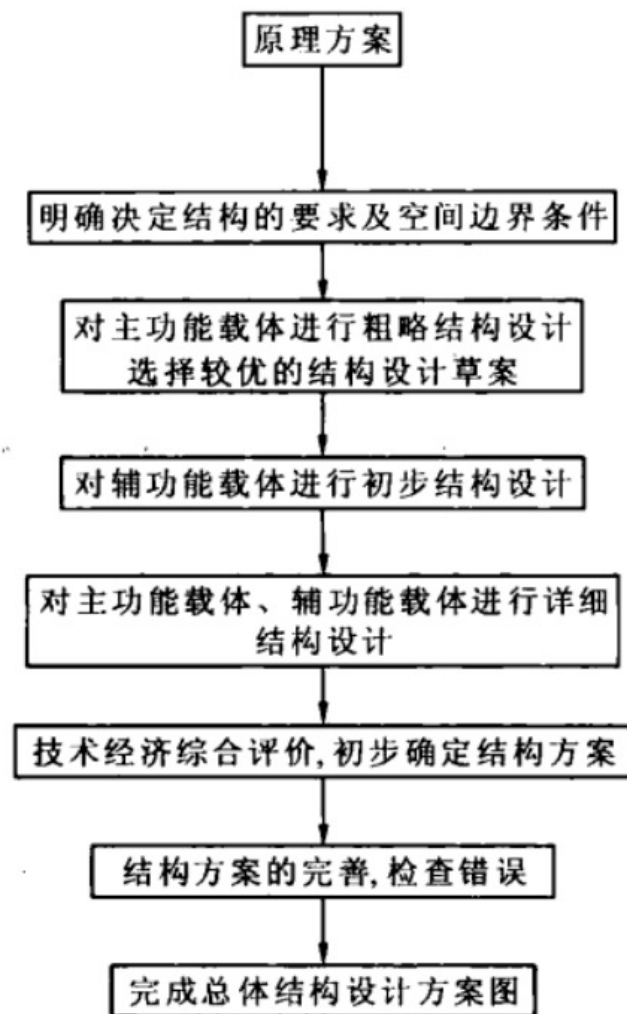 原理方案
明确决定结构的要求及空间边界条件
对主功能载体进行粗略结构设计
选择较优的结构设计草案
对辅功能载体进行初步结构设计
对主功能载体、辅功能载体进行详细
结构设计
技术经济综合评价,初步确定结构方案
结构方案的完善,检查错误
完成总体结构设计方案图